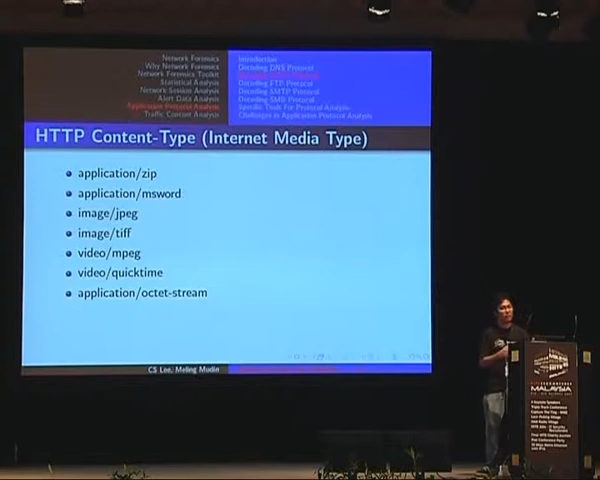 Network Forensics
Why Network Forensics
Network Forensics Toolkit
Statistical Analysis
Network Session Analysis
Alert Data Analysis
Application Protocol Analysis
Traffic Content Analysis
Introduction
Decoding DNS Protocol
Decoding FTP Protocol
Decoding SMTP Protocol
Decoding SMB Protocol
Specific Tools For Protocol Analysis
Challenges in Application Protocol Analysis
HTTP Content-Type (Internet Media Type)
application/zip
application/msword
image/jpeg
image/tiff
video/mpeg
video/quicktime
application/octet-stream
CS Lee, Meling Mudin
MALAYSIA